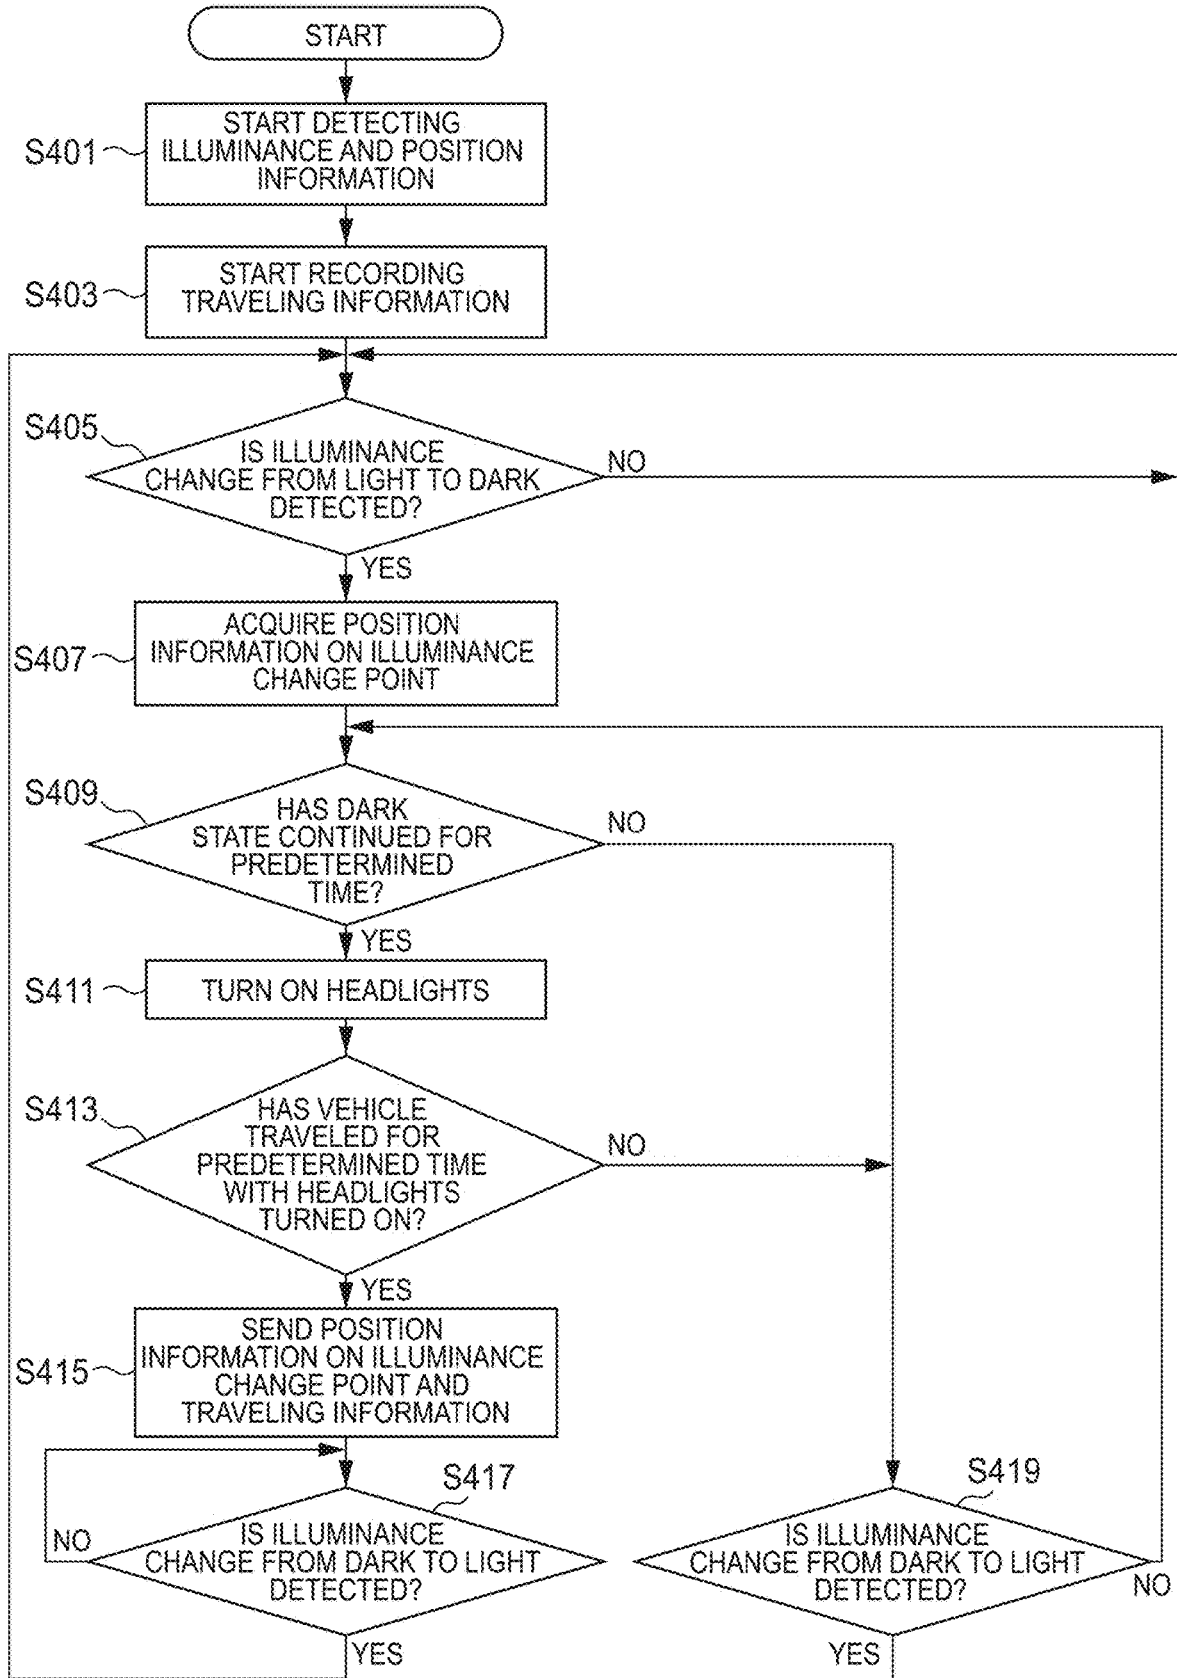 START
S401
START DETECTING
ILLUMINANCE AND POSITION
INFORMATION
S403
START RECORDING
TRAVELING INFORMATION
S405
IS ILLUMINANCE
CHANGE FROM LIGHT TO DARK
DETECTED?
NO
YES
S407
ACQUIRE POSITION
INFORMATION ON ILLUMINANCE
CHANGE POINT
S409
HAS DARK
STATE CONTINUED FOR
PREDETERMINED
TIME?
NO
YES
S411
TURN ON HEADLIGHTS
S413
HAS VEHICLE
TRAVELED FOR
PREDETERMINED TIME
WITH HEADLIGHTS
TURNED ON?
NO
YES
S415
SEND POSITION
INFORMATION ON ILLUMINANCE
CHANGE POINT AND
TRAVELING INFORMATION
S417
IS ILLUMINANCE
CHANGE FROM DARK TO LIGHT
DETECTED?
NO
YES
S419
IS ILLUMINANCE
CHANGE FROM DARK TO LIGHT
DETECTED?
NO
YES